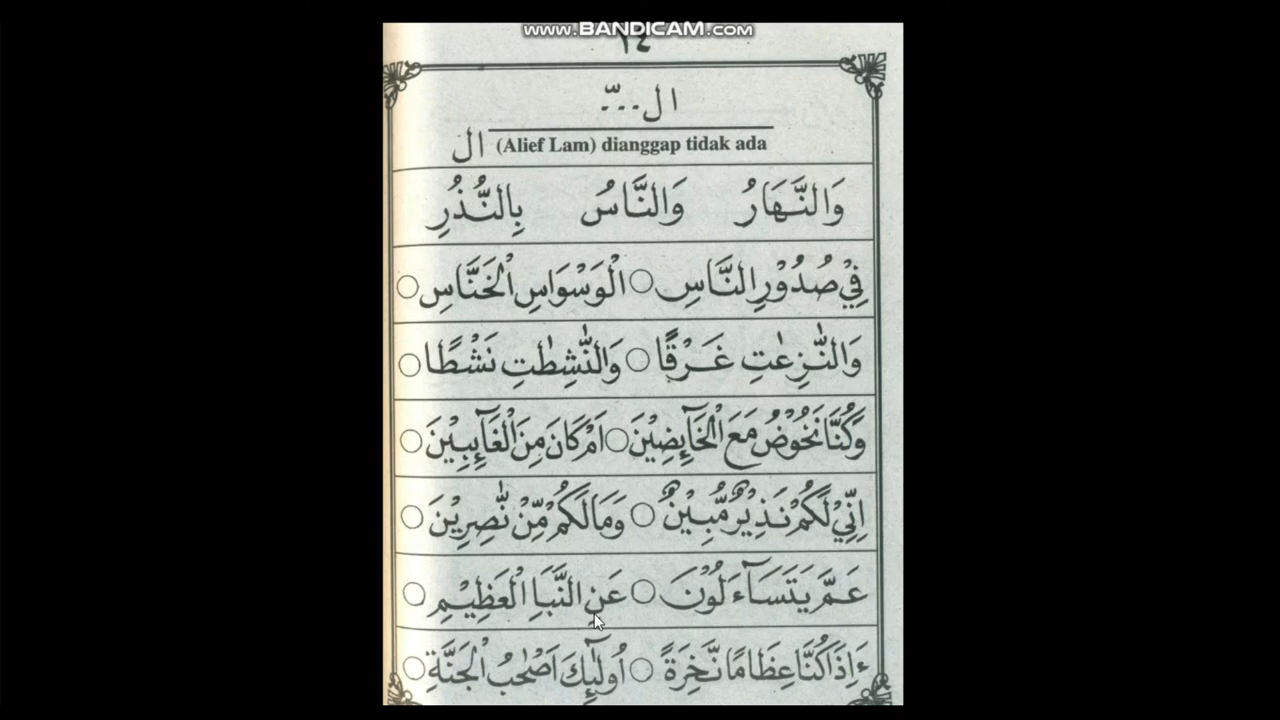 www.BANDICAM.com
١٤
ال...ّ
ال (Alief Lam) dianggap tidak ada
وَالنَّهَارُ وَالنَّاسُ بِالنُّذُرِ
فِيْ صُدُوْرِ النَّاسِ ○ الْوَسْوَاسِ الْخَنَّاسِ ○
وَالنّٰزِعٰتِ غَرْقًا ○ وَالنّٰشِطٰتِ نَشْطًا ○
وَكُنَّا نَخُوْضُ مَعَ الْخَآئِضِيْنَ ○ اَمْ كَانَ مِنَ الْغَآئِبِيْنَ ○
اِنِّيْ لَكُمْ نَذِيْرٌ مُّبِيْنٌ ○ وَمَا لَكُمْ مِّنْ نّٰصِرِيْنَ ○
عَمَّ يَتَسَآءَلُوْنَ ○ عَنِ النَّبَاِ الْعَظِيْمِ ○
ءَاِذَا كُنَّا عِظَامًا نَّخِرَةً ○ اُولٰٓئِكَ اَصْحٰبُ الْجَنَّةِ ○